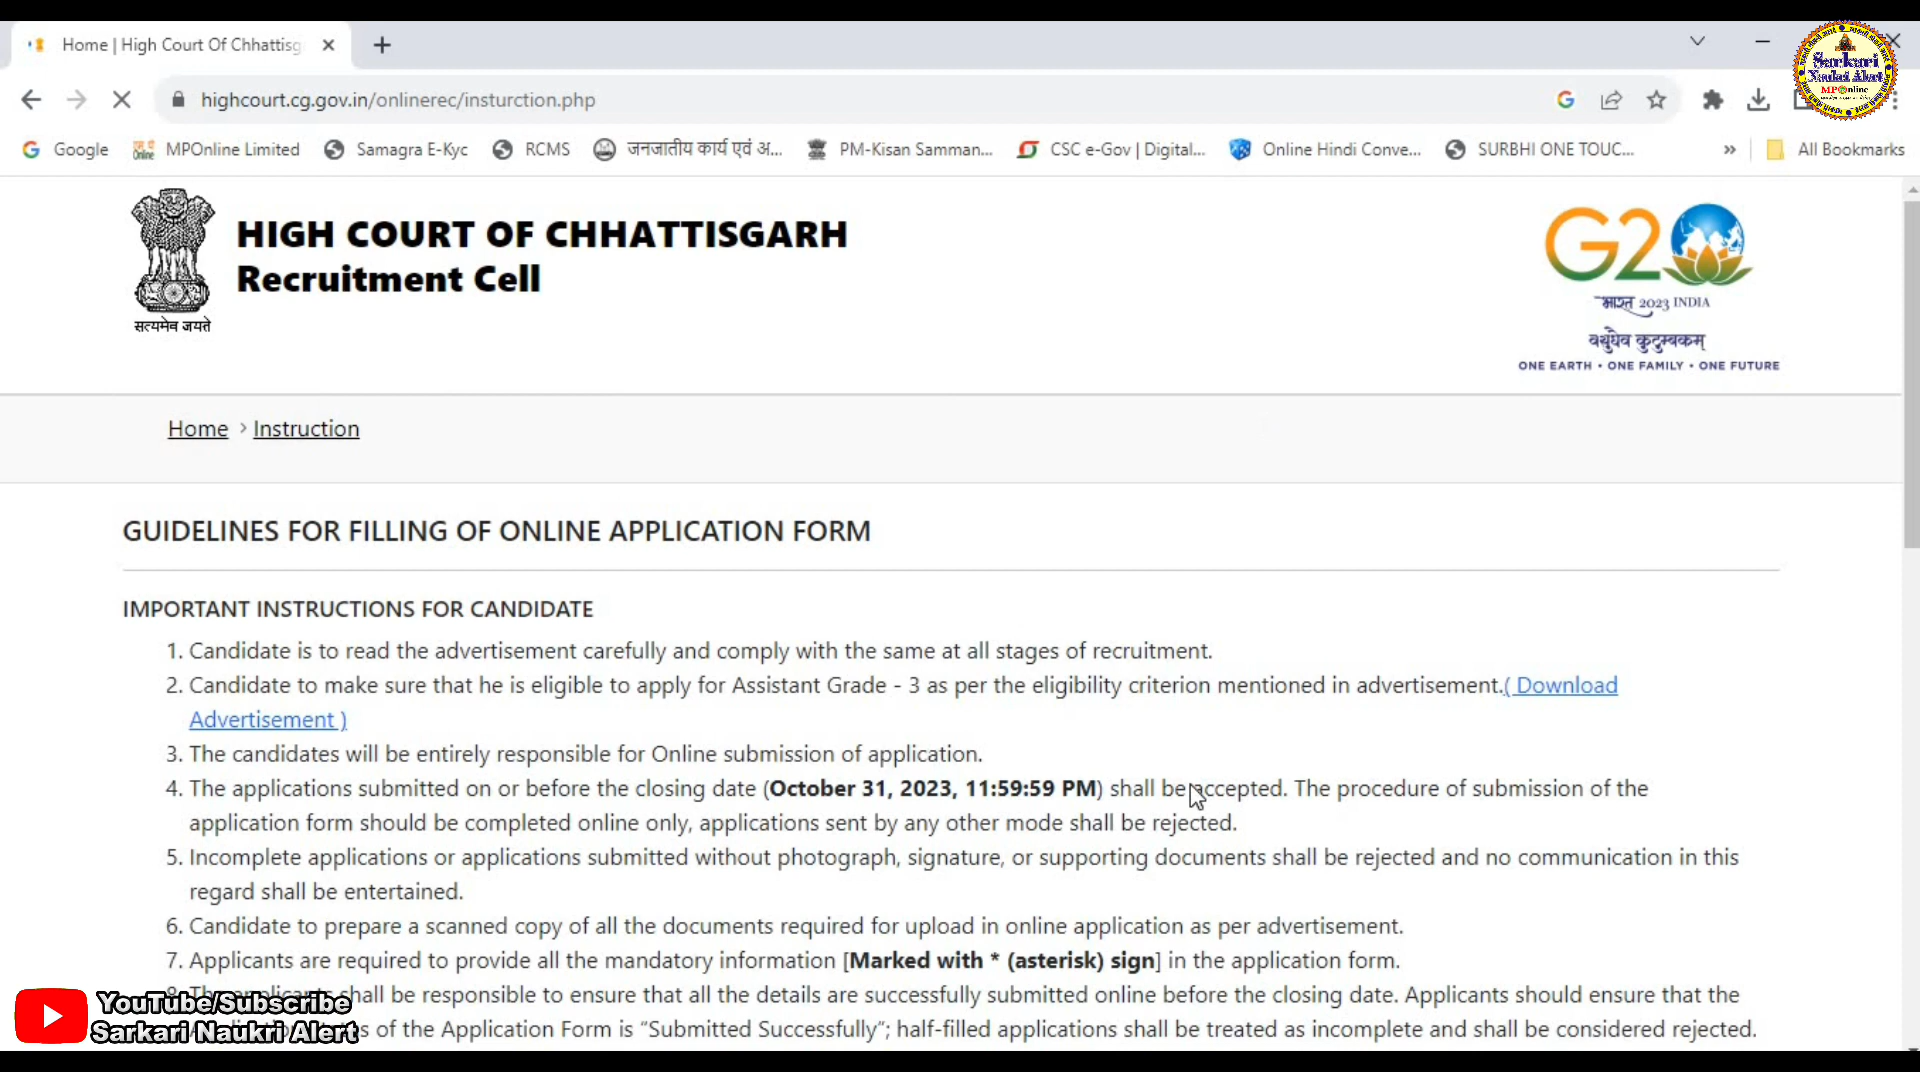 Home | High Court Of Chhattisg
highcourt.cg.gov.in/onlinerec/insturction.php
Google MPOnline Limited Samagra E-Kyc RCMS जनजातीय कार्य एवं अ... PM-Kisan Samman... CSC e-Gov | Digital... Online Hindi Conve... SURBHI ONE TOUC... » All Bookmarks
Sarkari
Naukri Alert
MPOnline
HIGH COURT OF CHHATTISGARH
Recruitment Cell
सत्यमेव जयते
G20
भारत 2023 INDIA
वसुधैव कुटुम्बकम्
ONE EARTH • ONE FAMILY • ONE FUTURE
Home > Instruction
GUIDELINES FOR FILLING OF ONLINE APPLICATION FORM
IMPORTANT INSTRUCTIONS FOR CANDIDATE
1. Candidate is to read the advertisement carefully and comply with the same at all stages of recruitment.
2. Candidate to make sure that he is eligible to apply for Assistant Grade - 3 as per the eligibility criterion mentioned in advertisement.( Download
Advertisement )
3. The candidates will be entirely responsible for Online submission of application.
4. The applications submitted on or before the closing date (October 31, 2023, 11:59:59 PM) shall be accepted. The procedure of submission of the
application form should be completed online only, applications sent by any other mode shall be rejected.
5. Incomplete applications or applications submitted without photograph, signature, or supporting documents shall be rejected and no communication in this
regard shall be entertained.
6. Candidate to prepare a scanned copy of all the documents required for upload in online application as per advertisement.
7. Applicants are required to provide all the mandatory information [Marked with * (asterisk) sign] in the application form.
shall be responsible to ensure that all the details are successfully submitted online before the closing date. Applicants should ensure that the
of the Application Form is “Submitted Successfully”; half-filled applications shall be treated as incomplete and shall be considered rejected.
YouTube/Subscribe
Sarkari Naukri Alert